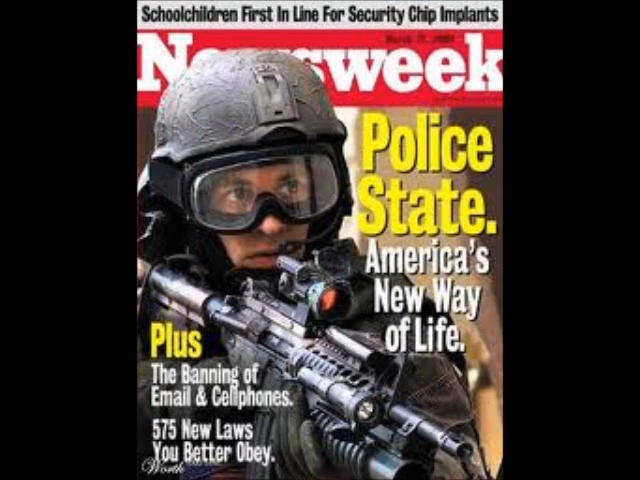 Schoolchildren First In Line For Security Chip Implants
Newsweek
Police
State.
America's
New Way
of Life.
Plus
The Banning of
Email & Cellphones.
575 New Laws
You Better Obey.
Worth